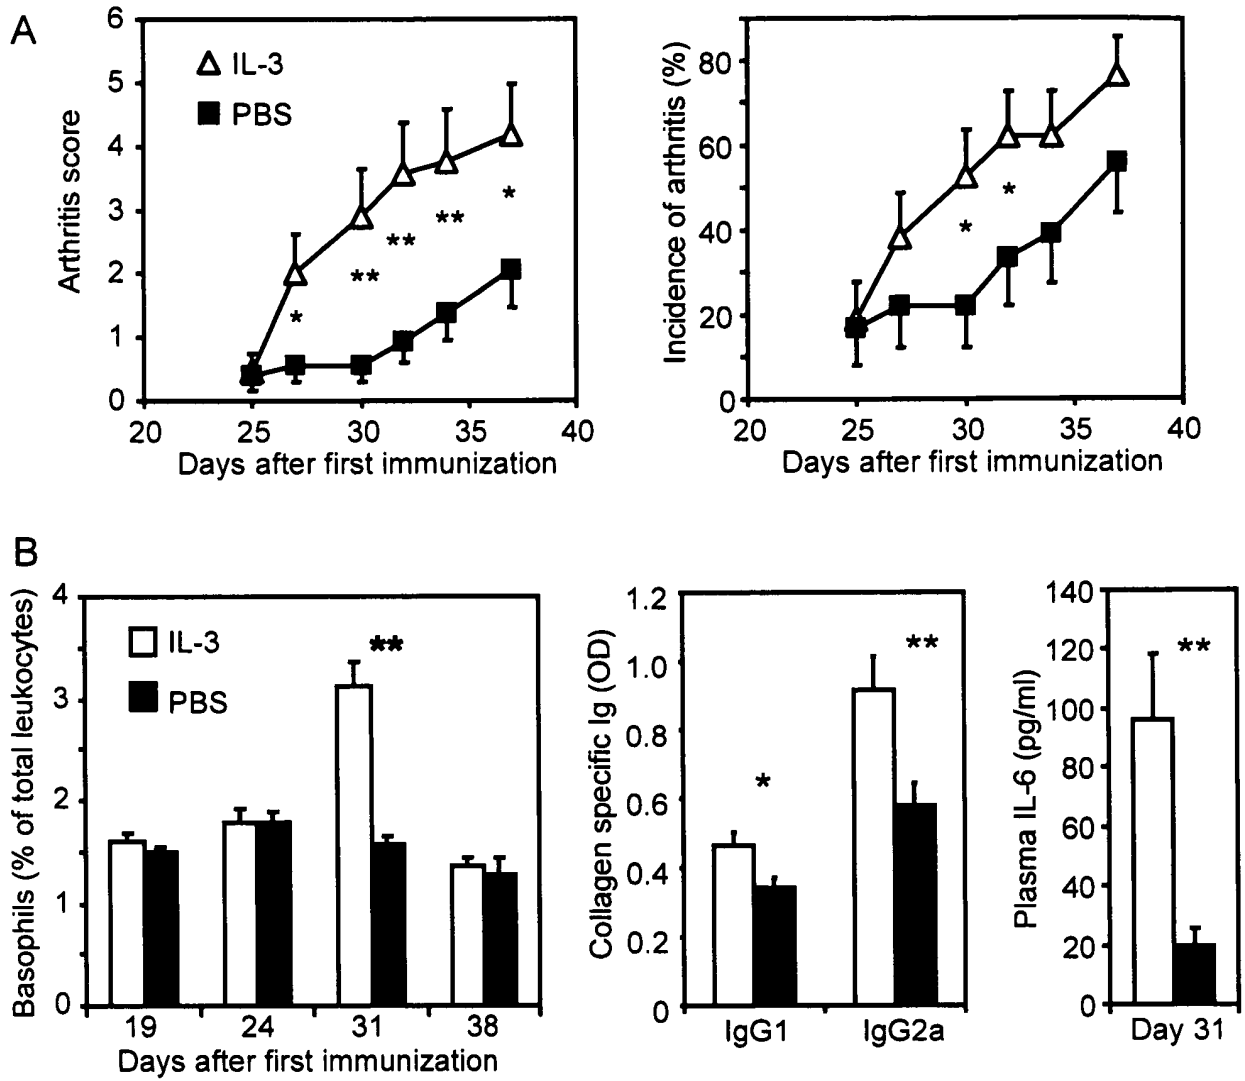 A
Arthritis score
6
5
4
3
2
1
0
IL-3
PBS
*
**
**
**
*
20 25 30 35 40
Days after first immunization
Incidence of arthritis (%)
80
60
40
20
0
*
*
20 25 30 35 40
Days after first immunization
B
Basophils (% of total leukocytes)
4
3
2
1
0
IL-3
PBS
**
19 24 31 38
Days after first immunization
Collagen specific Ig (OD)
1.2
1.0
0.8
0.6
0.4
0.2
0
*
**
IgG1 IgG2a
Plasma IL-6 (pg/ml)
140
120
100
80
60
40
20
0
**
Day 31